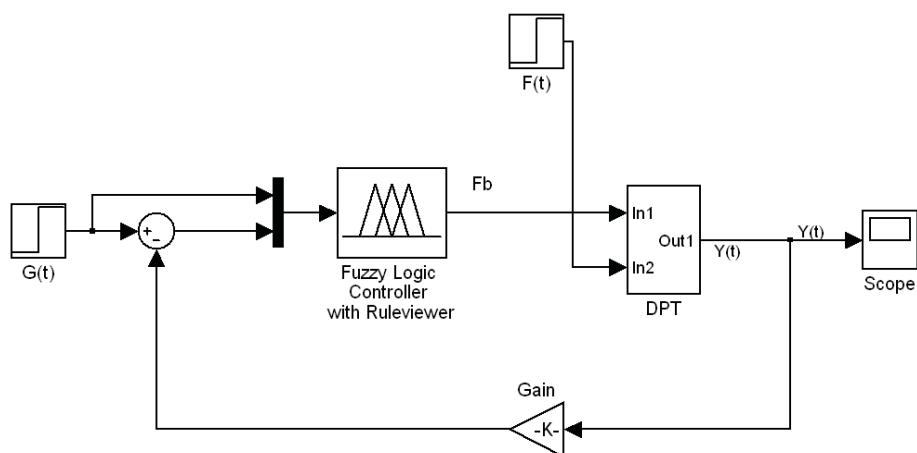 F(t)
Fb
+
-
In1
In2
Out1
Y(t)
Y(t)
G(t)
Fuzzy Logic
Controller
with Ruleviewer
DPT
Scope
Gain
-K-